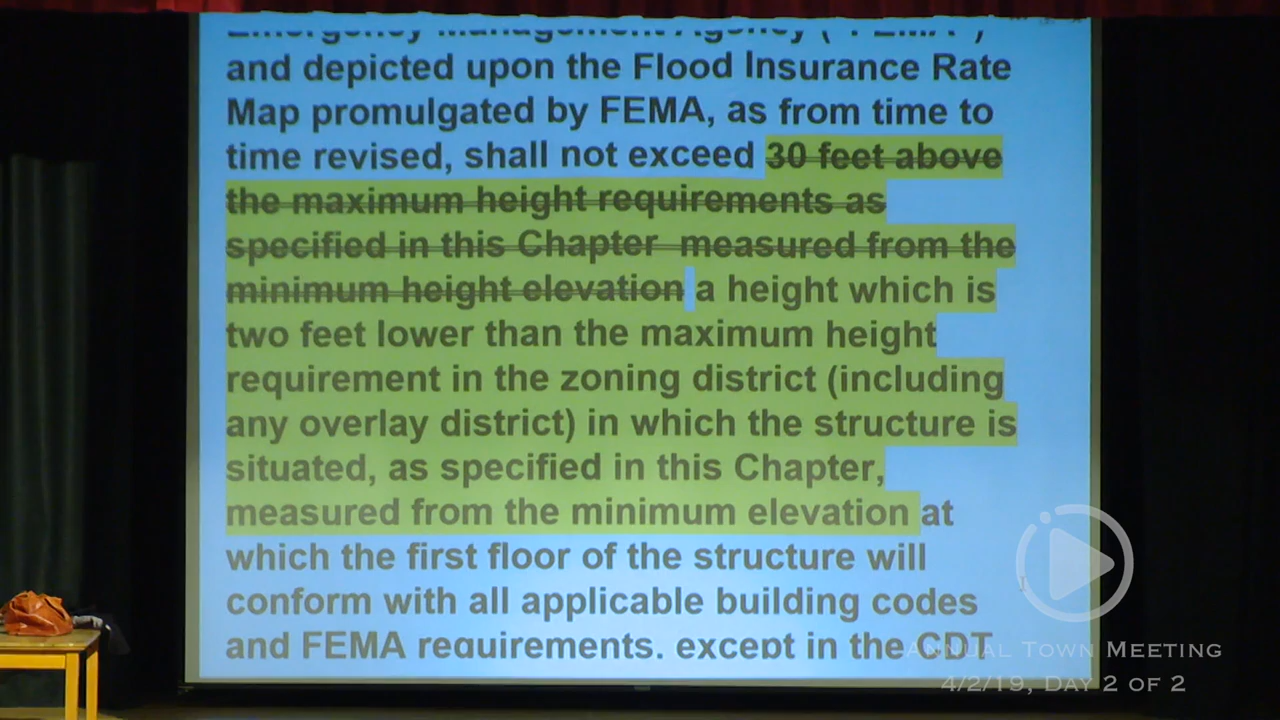 Emergency Management Agency ("FEMA")
and depicted upon the Flood Insurance Rate
Map promulgated by FEMA, as from time to
time revised, shall not exceed 30 feet above
the maximum height requirements as
specified in this Chapter measured from the
minimum height elevation a height which is
two feet lower than the maximum height
requirement in the zoning district (including
any overlay district) in which the structure is
situated, as specified in this Chapter,
measured from the minimum elevation at
which the first floor of the structure will
conform with all applicable building codes
and FEMA requirements, except in the CDT
Annual Town Meeting
4/2/19, Day 2 of 2